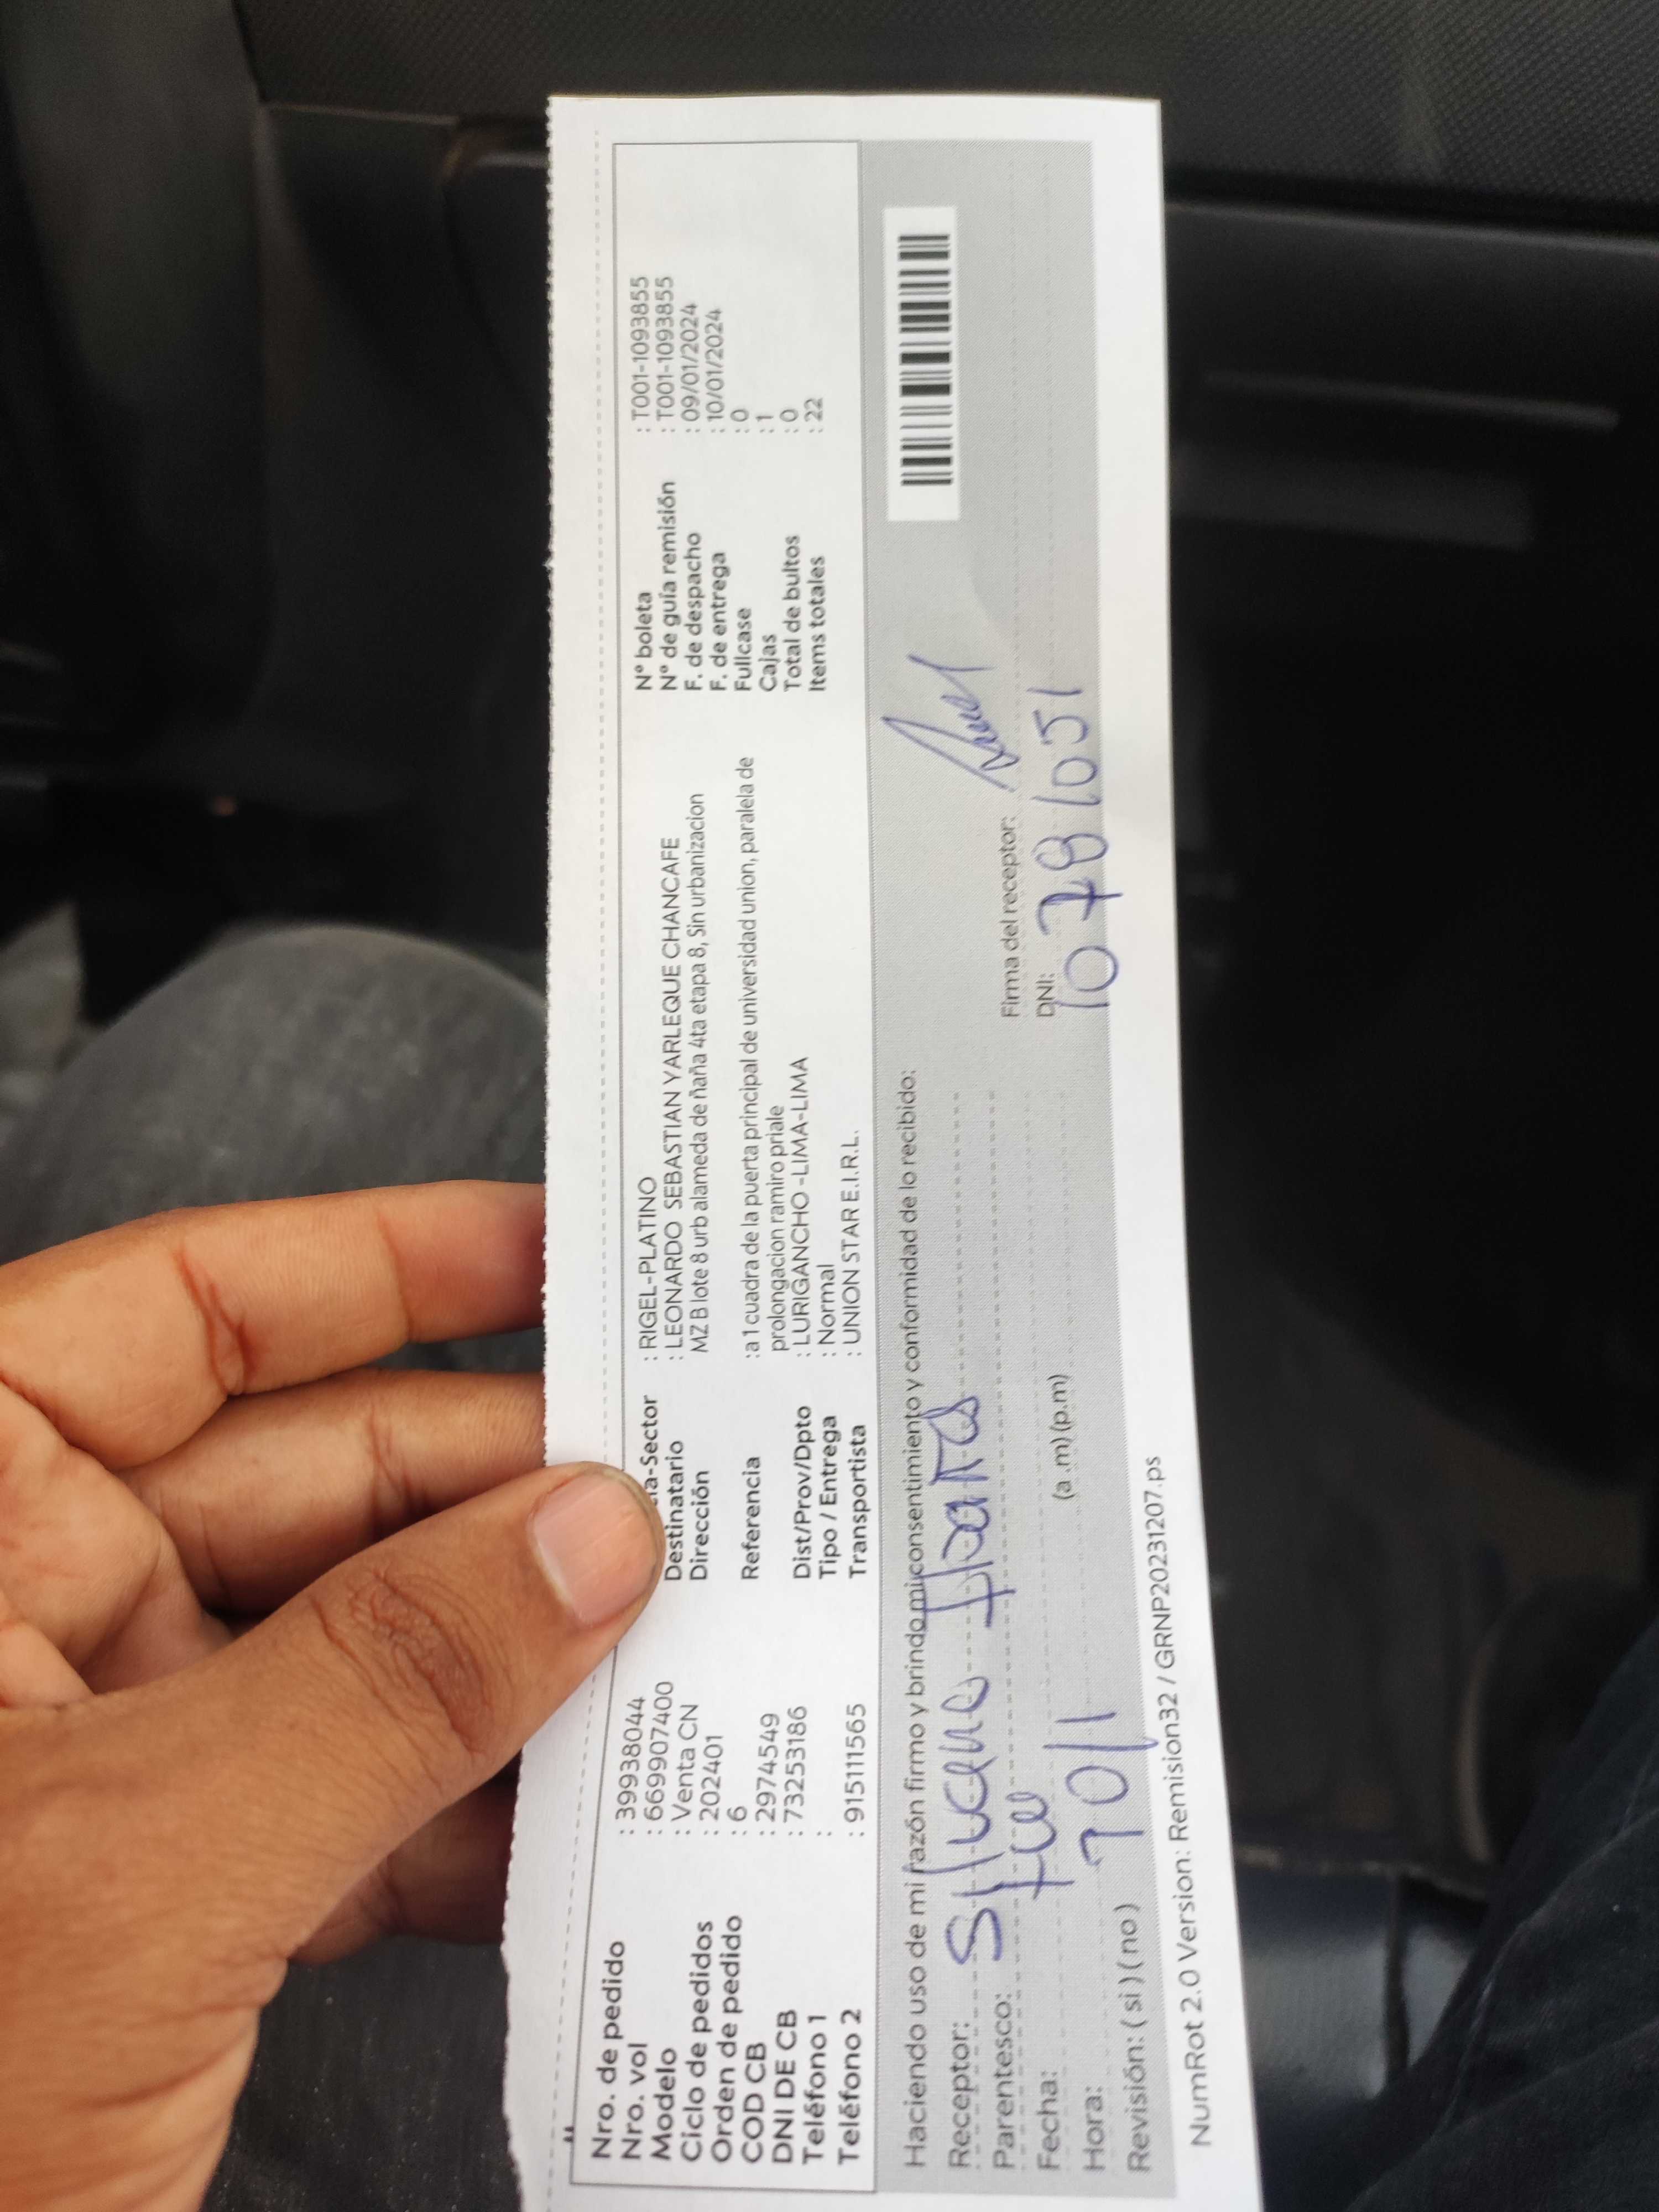 Nro. de pedido : 39938044
Nro. vol : 669907400
Modelo : Venta CN
Ciclo de pedidos : 202401
Orden de pedido : 6
COD CB : 29745​49
DNI DE CB : 73253186
Teléfono 1 :
Teléfono 2 : 915111565
ia-Sector : RIGEL-PLATINO
Destinatario : LEONARDO SEBASTIAN YARLEQUE CHANCAFE
Dirección MZ B lote 8 urb alameda de ñaña 4ta etapa 8, Sin urbanizacion
Referencia :a 1 cuadra de la puerta principal de universidad union, paralela de
prolongacion ramiro priale
Dist/Prov/Dpto : LURIGANCHO -LIMA-LIMA
Tipo / Entrega : Normal
Transportista : UNION STAR E.I.R.L.
N° boleta : T001-1093855
N° de guía remisión : T001-1093855
F. de despacho : 09/01/2024
F. de entrega : 10/01/2024
Fullcase : 0
Cajas : 1
Total de bultos : 0
Items totales : 22
Haciendo uso de mi razón firmo y brindo mi consentimiento y conformidad de lo recibido:
Receptor: Silvana
Parentesco:
Fecha:
Hora: (a .m) (p.m)
Revisión: ( si ) ( no )
Firma del receptor:
DNI: 10781051
NumRot 2.0 Version: Remision32 / GRNP20231207.ps